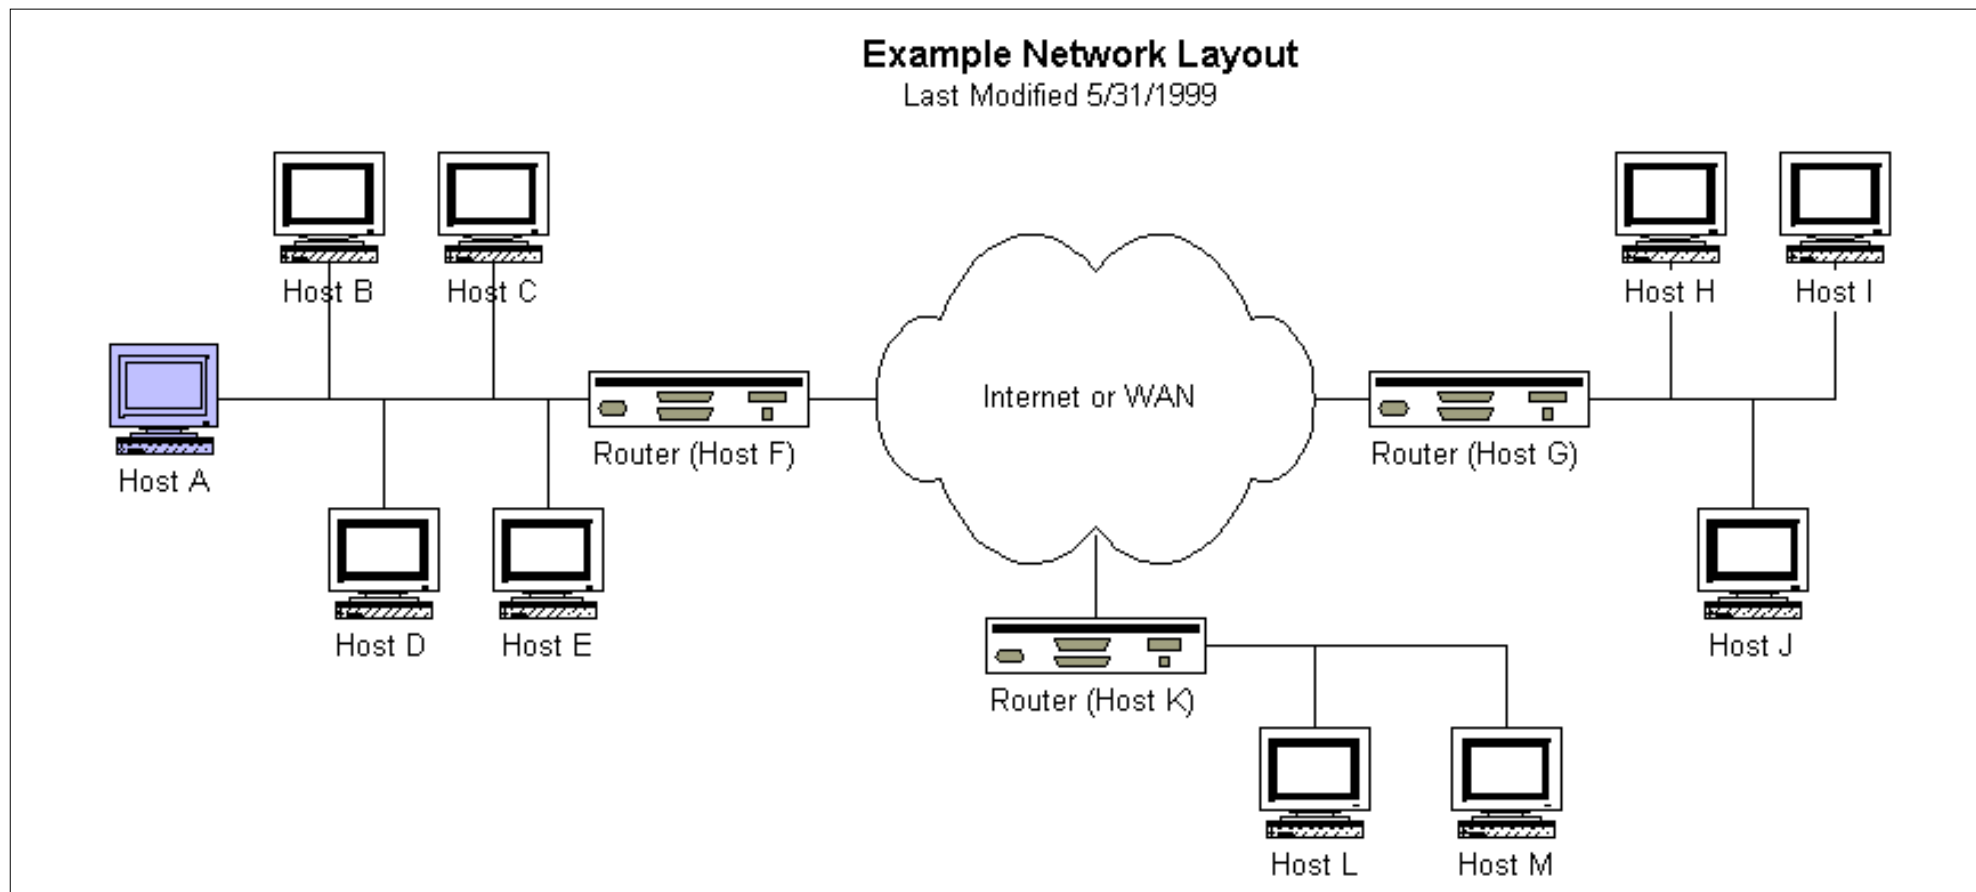 Example Network Layout
Last Modified 5/31/1999
Host B
Host C
Host H
Host I
Host A
Router (Host F)
Internet or WAN
Router (Host G)
Host D
Host E
Host J
Router (Host K)
Host L
Host M